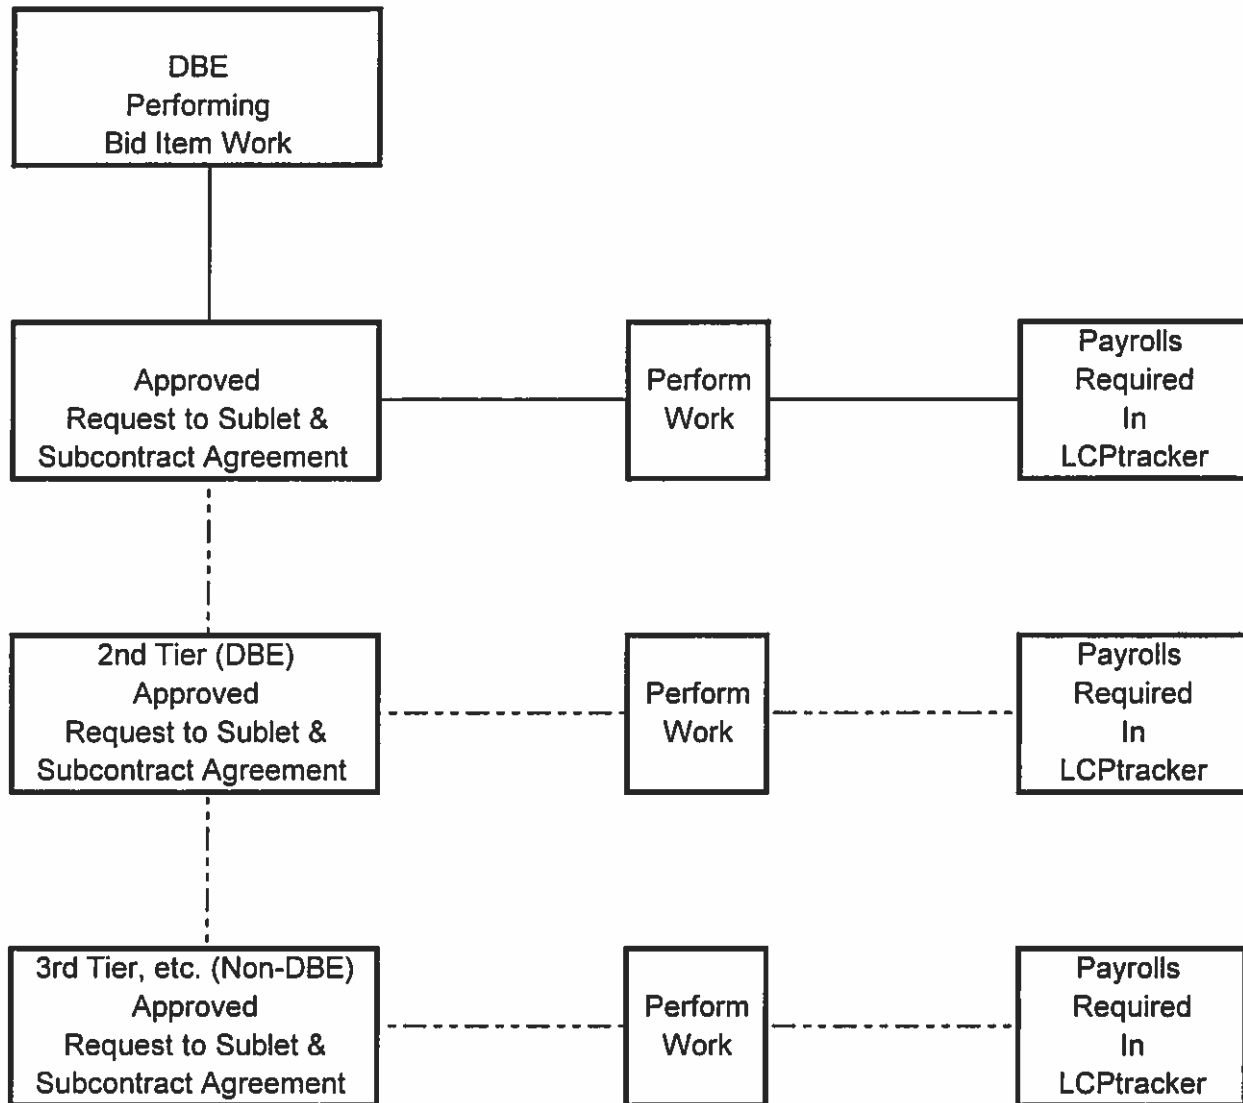 DBE
Performing
Bid Item Work
Approved
Request to Sublet &
Subcontract Agreement
Perform
Work
Payrolls
Required
In
LCPtracker
2nd Tier (DBE)
Approved
Request to Sublet &
Subcontract Agreement
Perform
Work
Payrolls
Required
In
LCPtracker
3rd Tier, etc. (Non-DBE)
Approved
Request to Sublet &
Subcontract Agreement
Perform
Work
Payrolls
Required
In
LCPtracker